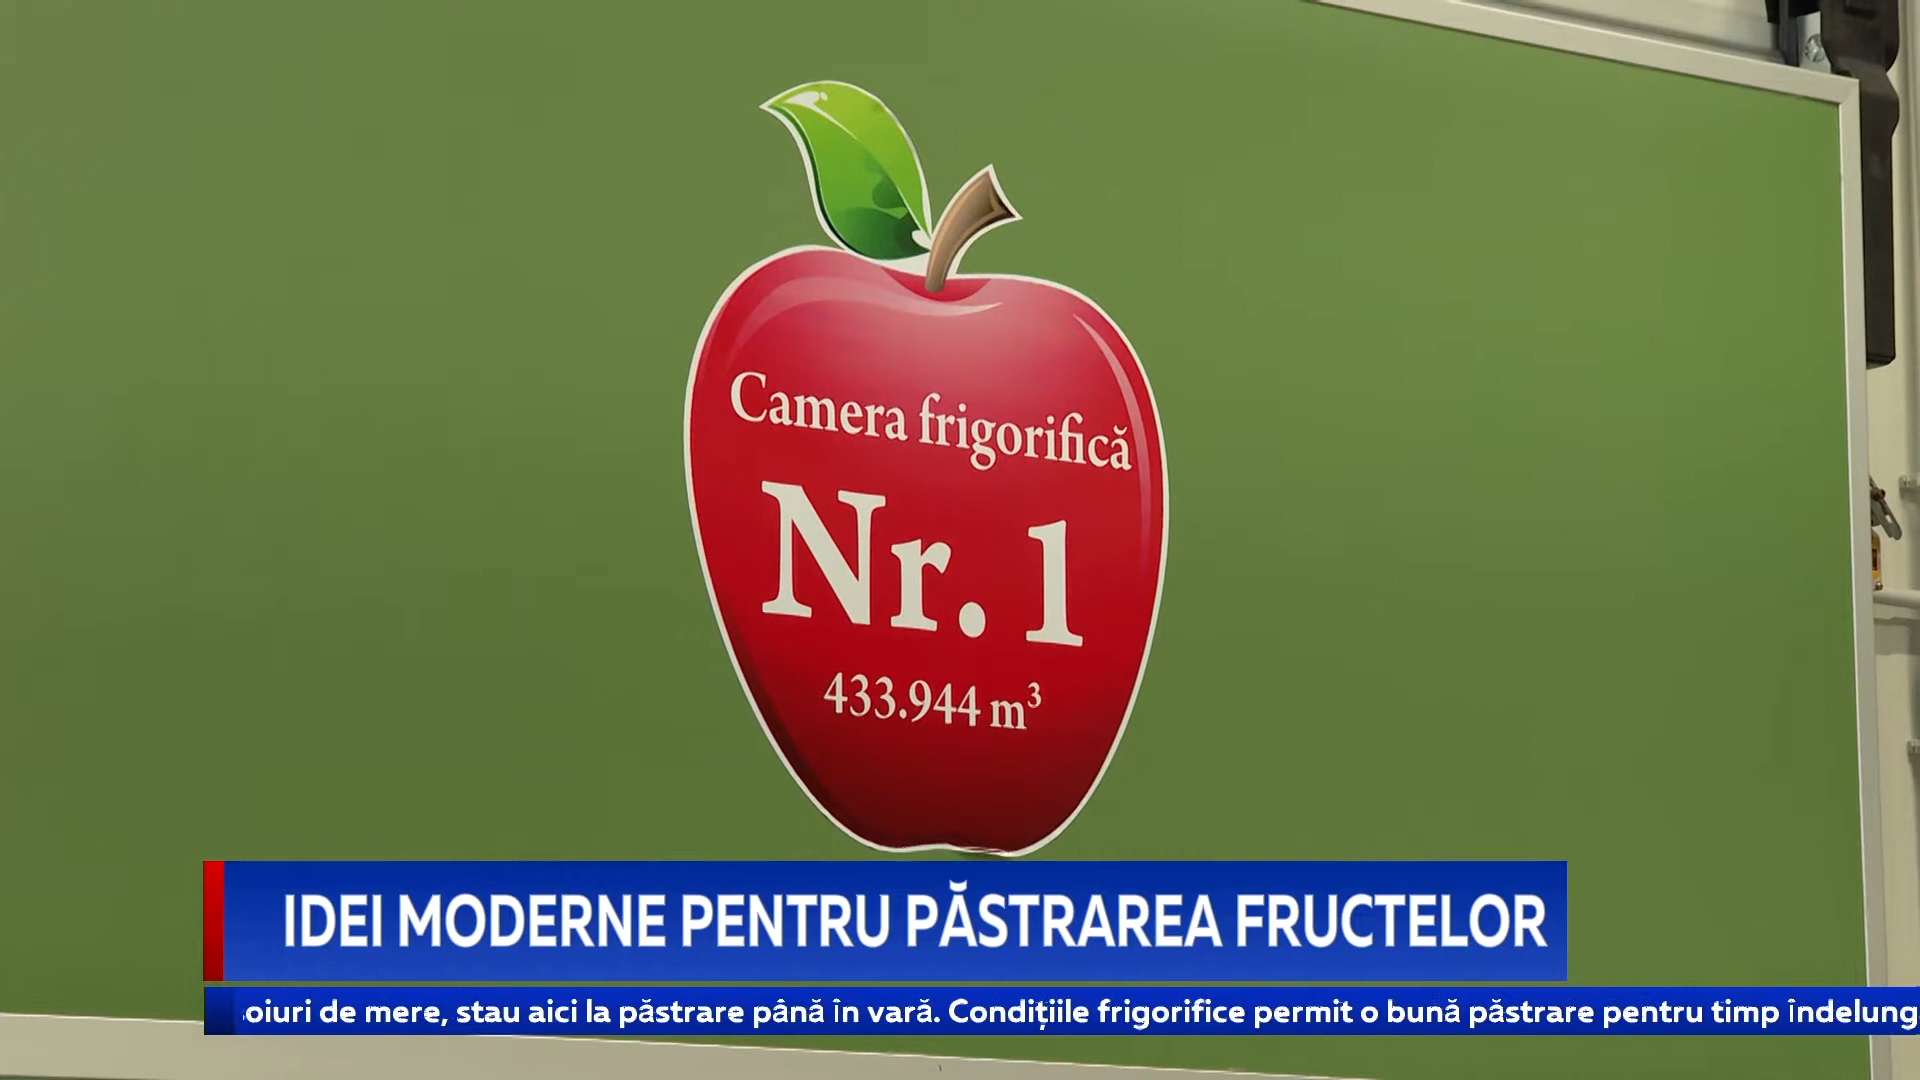 Camera frigorifică
Nr. 1
433.944 m³
IDEI MODERNE PENTRU PĂSTRAREA FRUCTELOR
de mere, stau aici la păstrare până în vară. Condițiile frigorifice permit o bună păstrare pentru timp îndelung